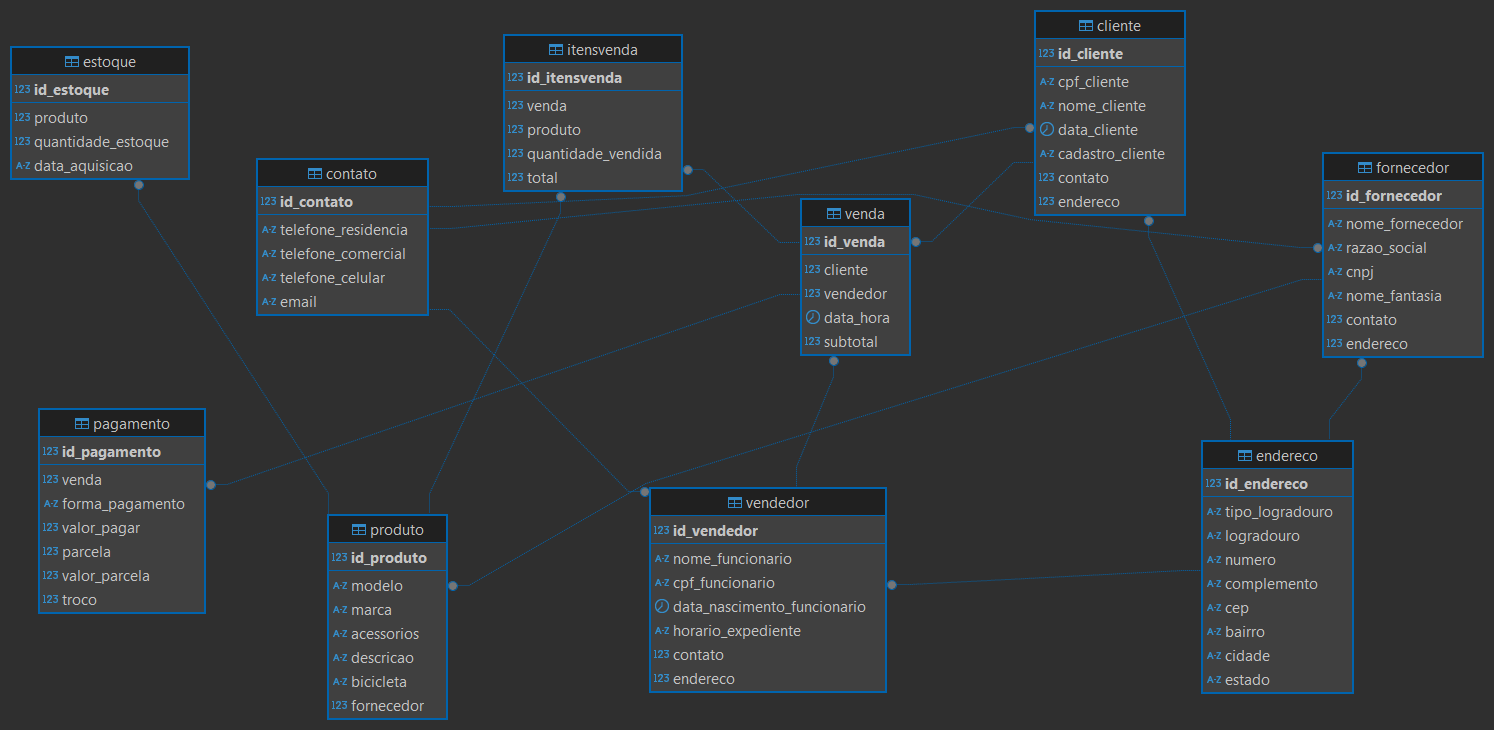 estoque
123 id_estoque
123 produto
123 quantidade_estoque
A-Z data_aquisicao
itensvenda
123 id_itensvenda
123 venda
123 produto
123 quantidade_vendida
123 total
cliente
123 id_cliente
A-Z cpf_cliente
A-Z nome_cliente
data_cliente
A-Z cadastro_cliente
123 contato
123 endereco
contato
123 id_contato
A-Z telefone_residencia
A-Z telefone_comercial
A-Z telefone_celular
A-Z email
venda
123 id_venda
123 cliente
123 vendedor
data_hora
123 subtotal
fornecedor
123 id_fornecedor
A-Z nome_fornecedor
A-Z razao_social
A-Z cnpj
A-Z nome_fantasia
123 contato
123 endereco
pagamento
123 id_pagamento
123 venda
A-Z forma_pagamento
123 valor_pagar
123 parcela
123 valor_parcela
123 troco
produto
123 id_produto
A-Z modelo
A-Z marca
A-Z acessorios
A-Z descricao
A-Z bicicleta
123 fornecedor
vendedor
123 id_vendedor
A-Z nome_funcionario
A-Z cpf_funcionario
data_nascimento_funcionario
A-Z horario_expediente
123 contato
123 endereco
endereco
123 id_endereco
A-Z tipo_logradouro
A-Z logradouro
A-Z numero
A-Z complemento
A-Z cep
A-Z bairro
A-Z cidade
A-Z estado